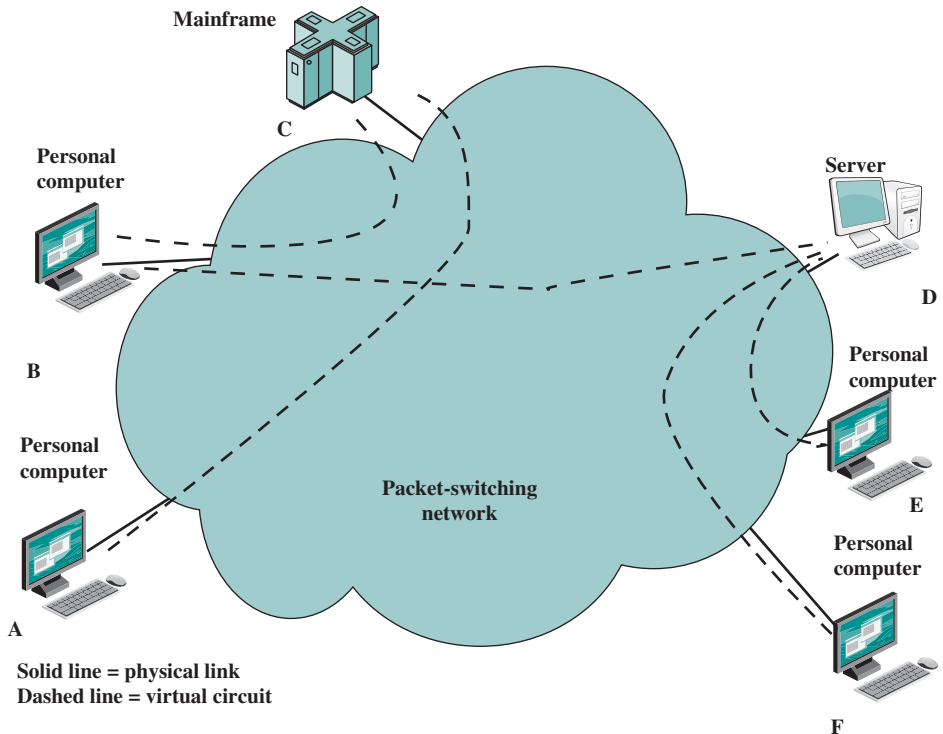 Mainframe
C
Personal
computer
Server
D
B
Personal
computer
Personal
computer
Packet-switching
network
E
Personal
computer
A
Solid line = physical link
Dashed line = virtual circuit
F